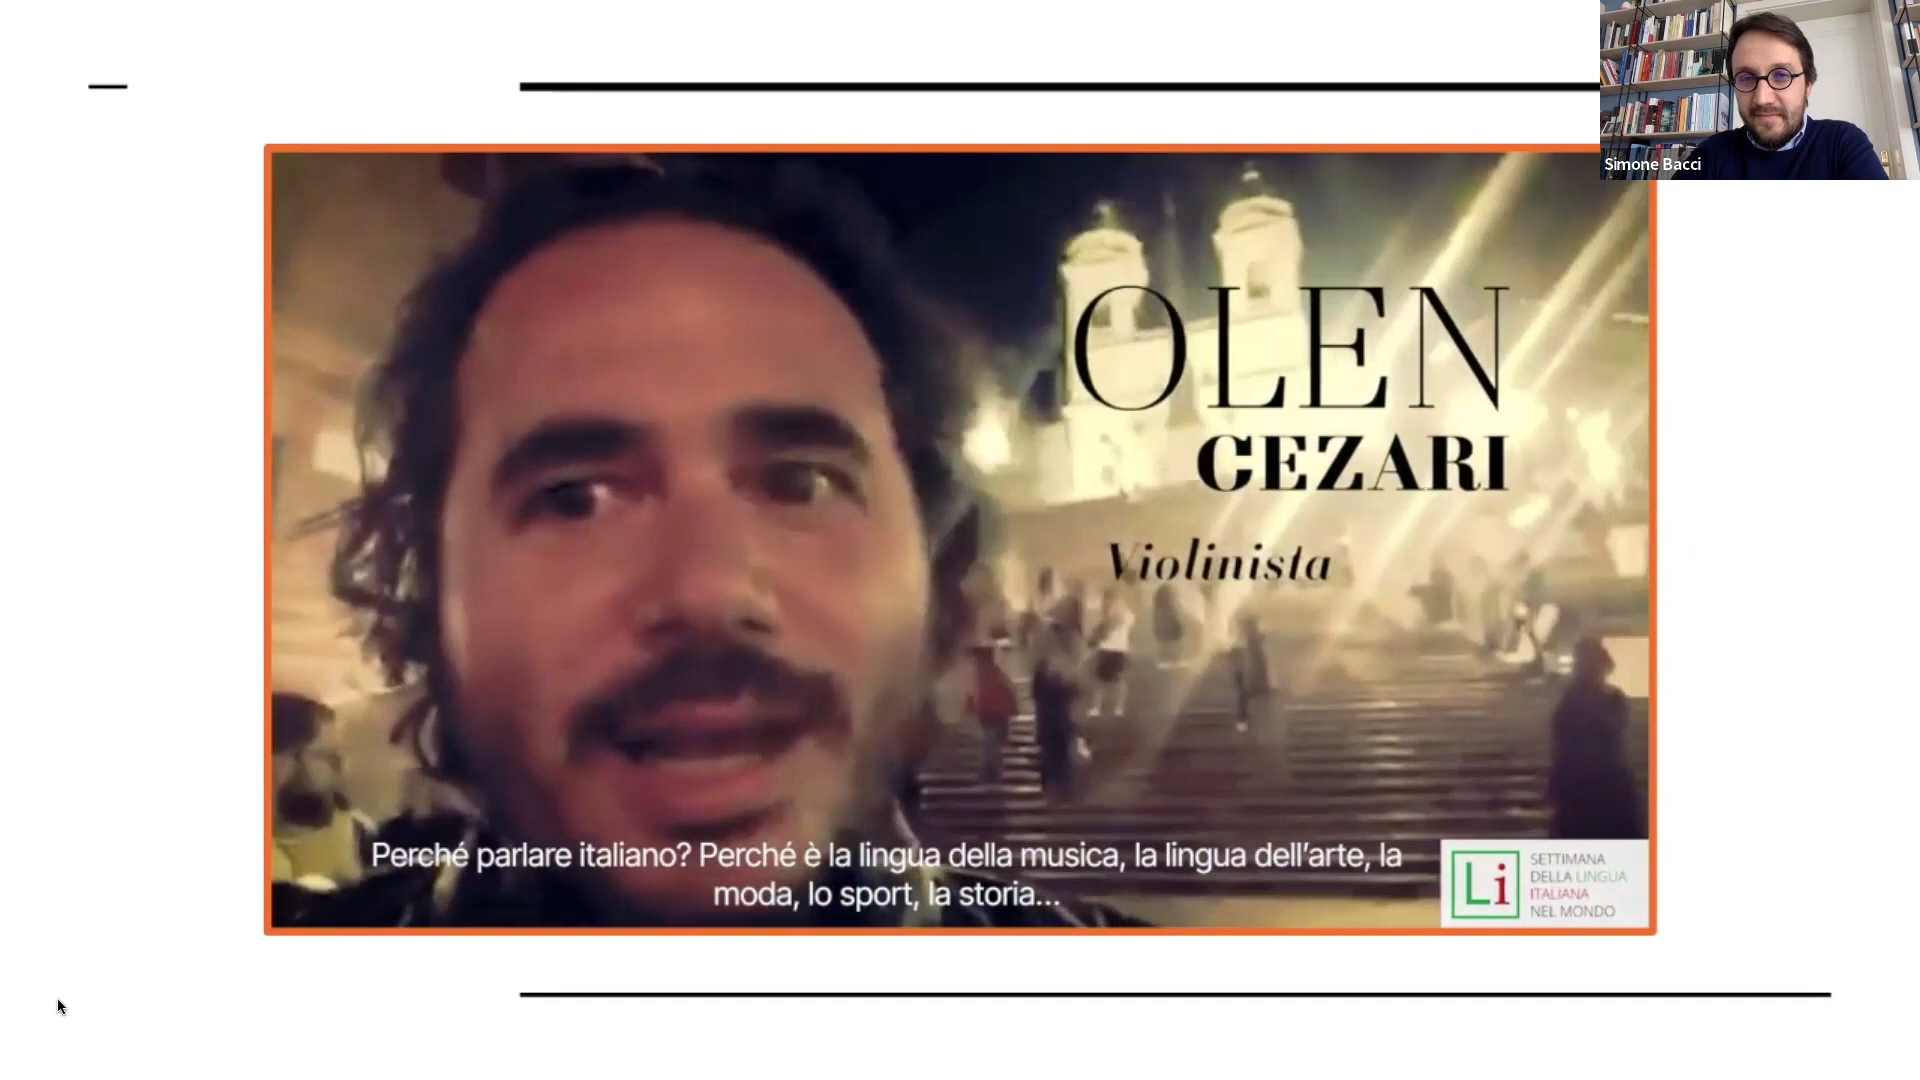 Simone Bacci
OLEN
CEZARI
Violinista
Perché parlare italiano? Perché è la lingua della musica, la lingua dell'arte, la
moda, lo sport, la storia...
Li
SETTIMANA
DELLA LINGUA
ITALIANA
NEL MONDO